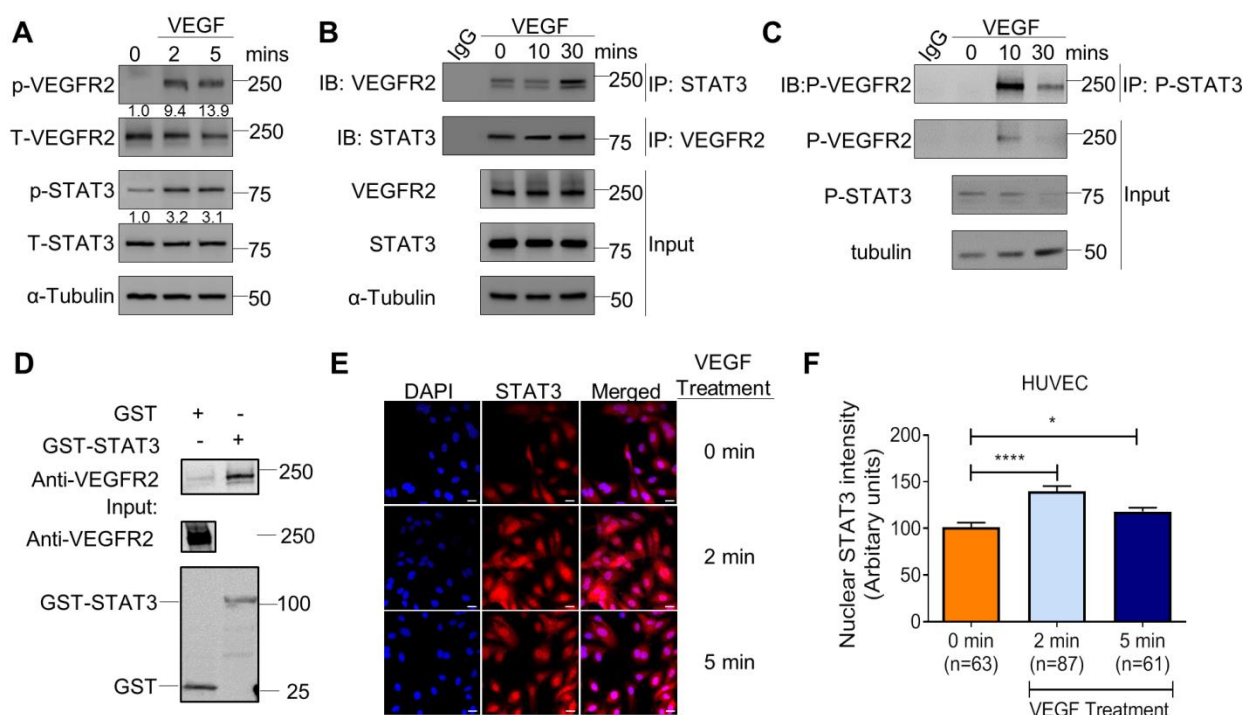 A
VEGF
0 2 5 mins
p-VEGFR2
250
1.0 9.4 13.9
T-VEGFR2
250
p-STAT3
75
1.0 3.2 3.1
T-STAT3
75
α-Tubulin
50
B
VEGF
IgG 0 10 30 mins
IB: VEGFR2 250 IP: STAT3
IB: STAT3 75 IP: VEGFR2
VEGFR2 250
STAT3 75 Input
α-Tubulin 50
C
VEGF
IgG 0 10 30 mins
IB:P-VEGFR2 250 IP: P-STAT3
P-VEGFR2 250
P-STAT3 75 Input
tubulin 50
D
GST + -
GST-STAT3 - +
Anti-VEGFR2 250
Input:
Anti-VEGFR2 250
GST-STAT3 100
GST 25
E
VEGF
DAPI STAT3 Merged Treatment
0 min
2 min
5 min
F
HUVEC
Nuclear STAT3 intensity
(Arbitary units)
200
150
100
50
0
*
****
0 min 2 min 5 min
(n=63) (n=87) (n=61)
VEGF Treatment